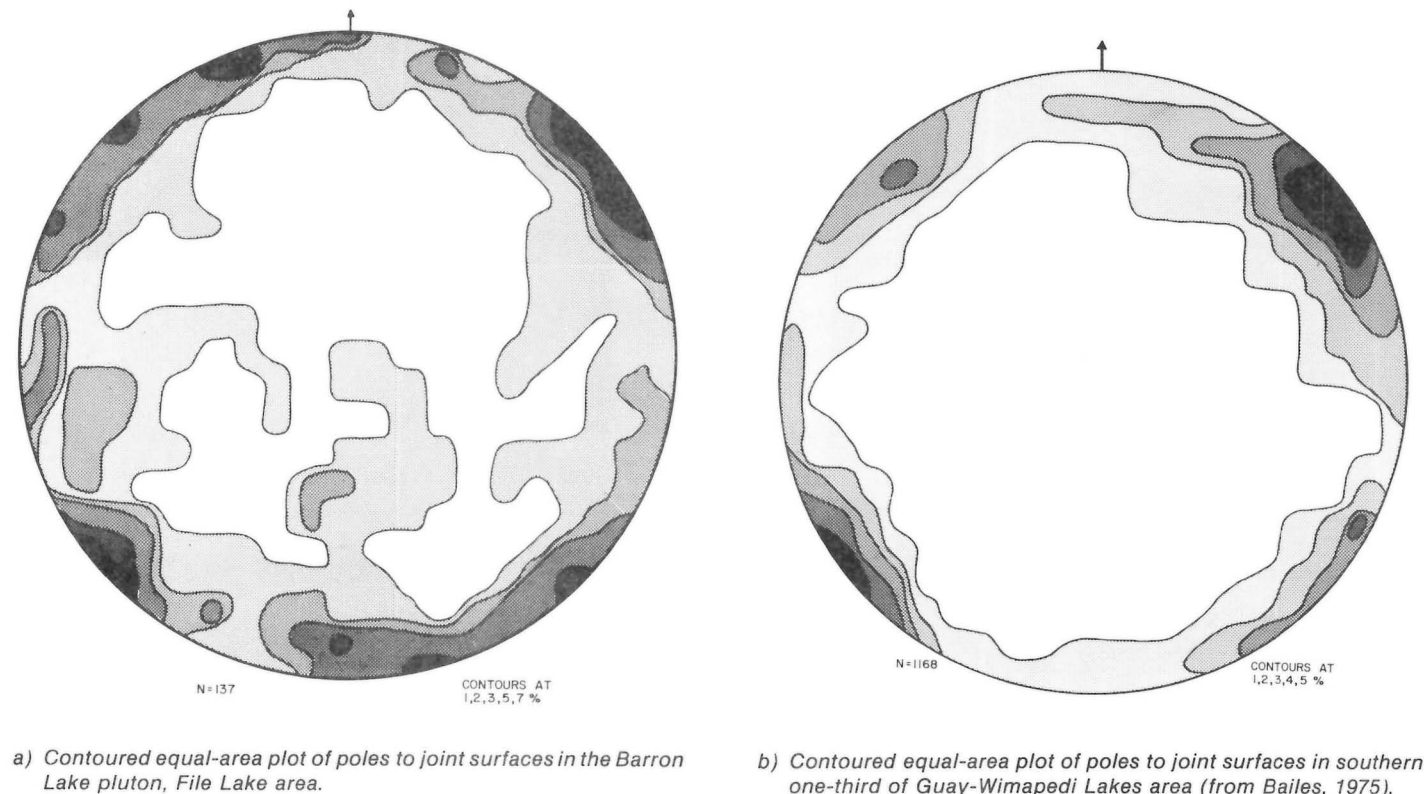 N=137
CONTOURS AT
1,2,3,5,7 %
N=1168
CONTOURS AT
1,2,3,4,5 %
a) Contoured equal-area plot of poles to joint surfaces in the Barron
Lake pluton, File Lake area.
b) Contoured equal-area plot of poles to joint surfaces in southern
one-third of Guay-Wimapedi Lakes area (from Bailes, 1975).